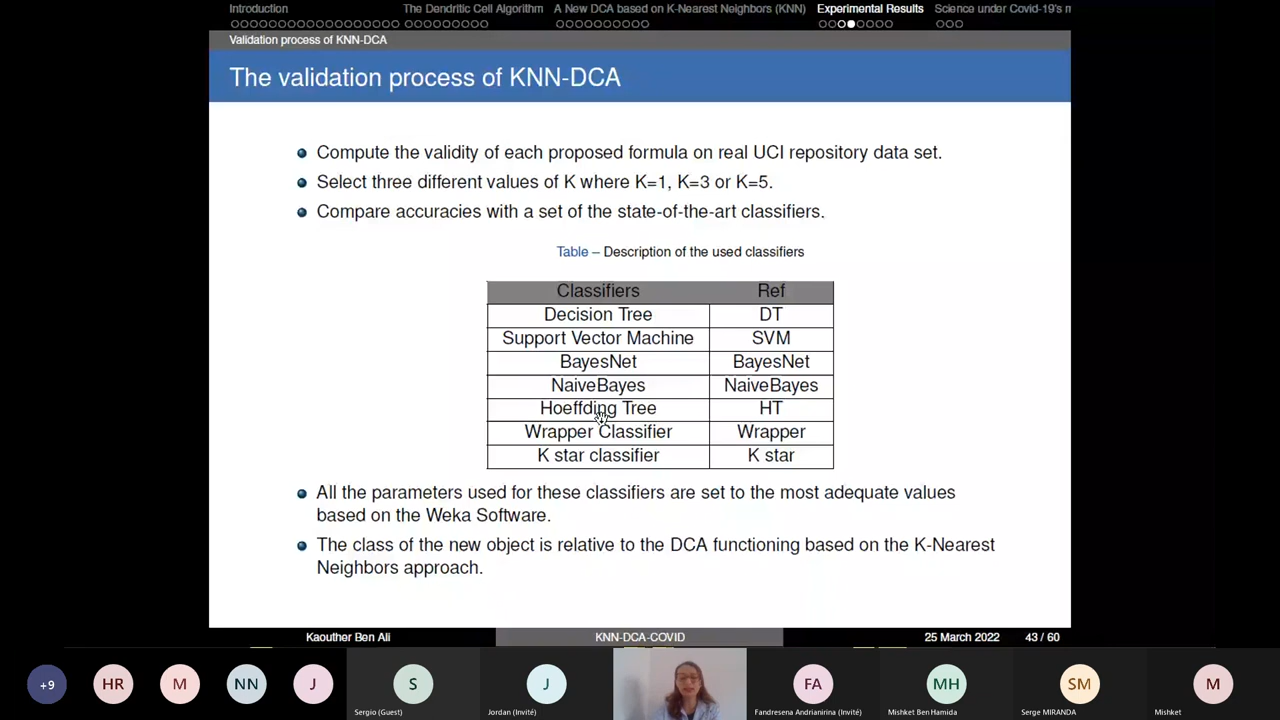 Introduction
The Dendritic Cell Algorithm
A New DCA based on K-Nearest Neighbors (KNN)
Experimental Results
Science under Covid-19's
Validation process of KNN-DCA
The validation process of KNN-DCA
Compute the validity of each proposed formula on real UCI repository data set.
Select three different values of K where K=1, K=3 or K=5.
Compare accuracies with a set of the state-of-the-art classifiers.
Table – Description of the used classifiers
Classifiers Ref
Decision Tree DT
Support Vector Machine SVM
BayesNet BayesNet
NaiveBayes NaiveBayes
Hoeffding Tree HT
Wrapper Classifier Wrapper
K star classifier K star
All the parameters used for these classifiers are set to the most adequate values
based on the Weka Software.
The class of the new object is relative to the DCA functioning based on the K-Nearest
Neighbors approach.
Kaouther Ben Ali
KNN-DCA-COVID
25 March 2022
43 / 60
+9
HR
M
NN
J
S
Sergio (Guest)
J
Jordan (Invité)
FA
Fandresena Andrianirina (Invité)
MH
Mishket Ben Hamida
SM
Serge MIRANDA
M
Mishket